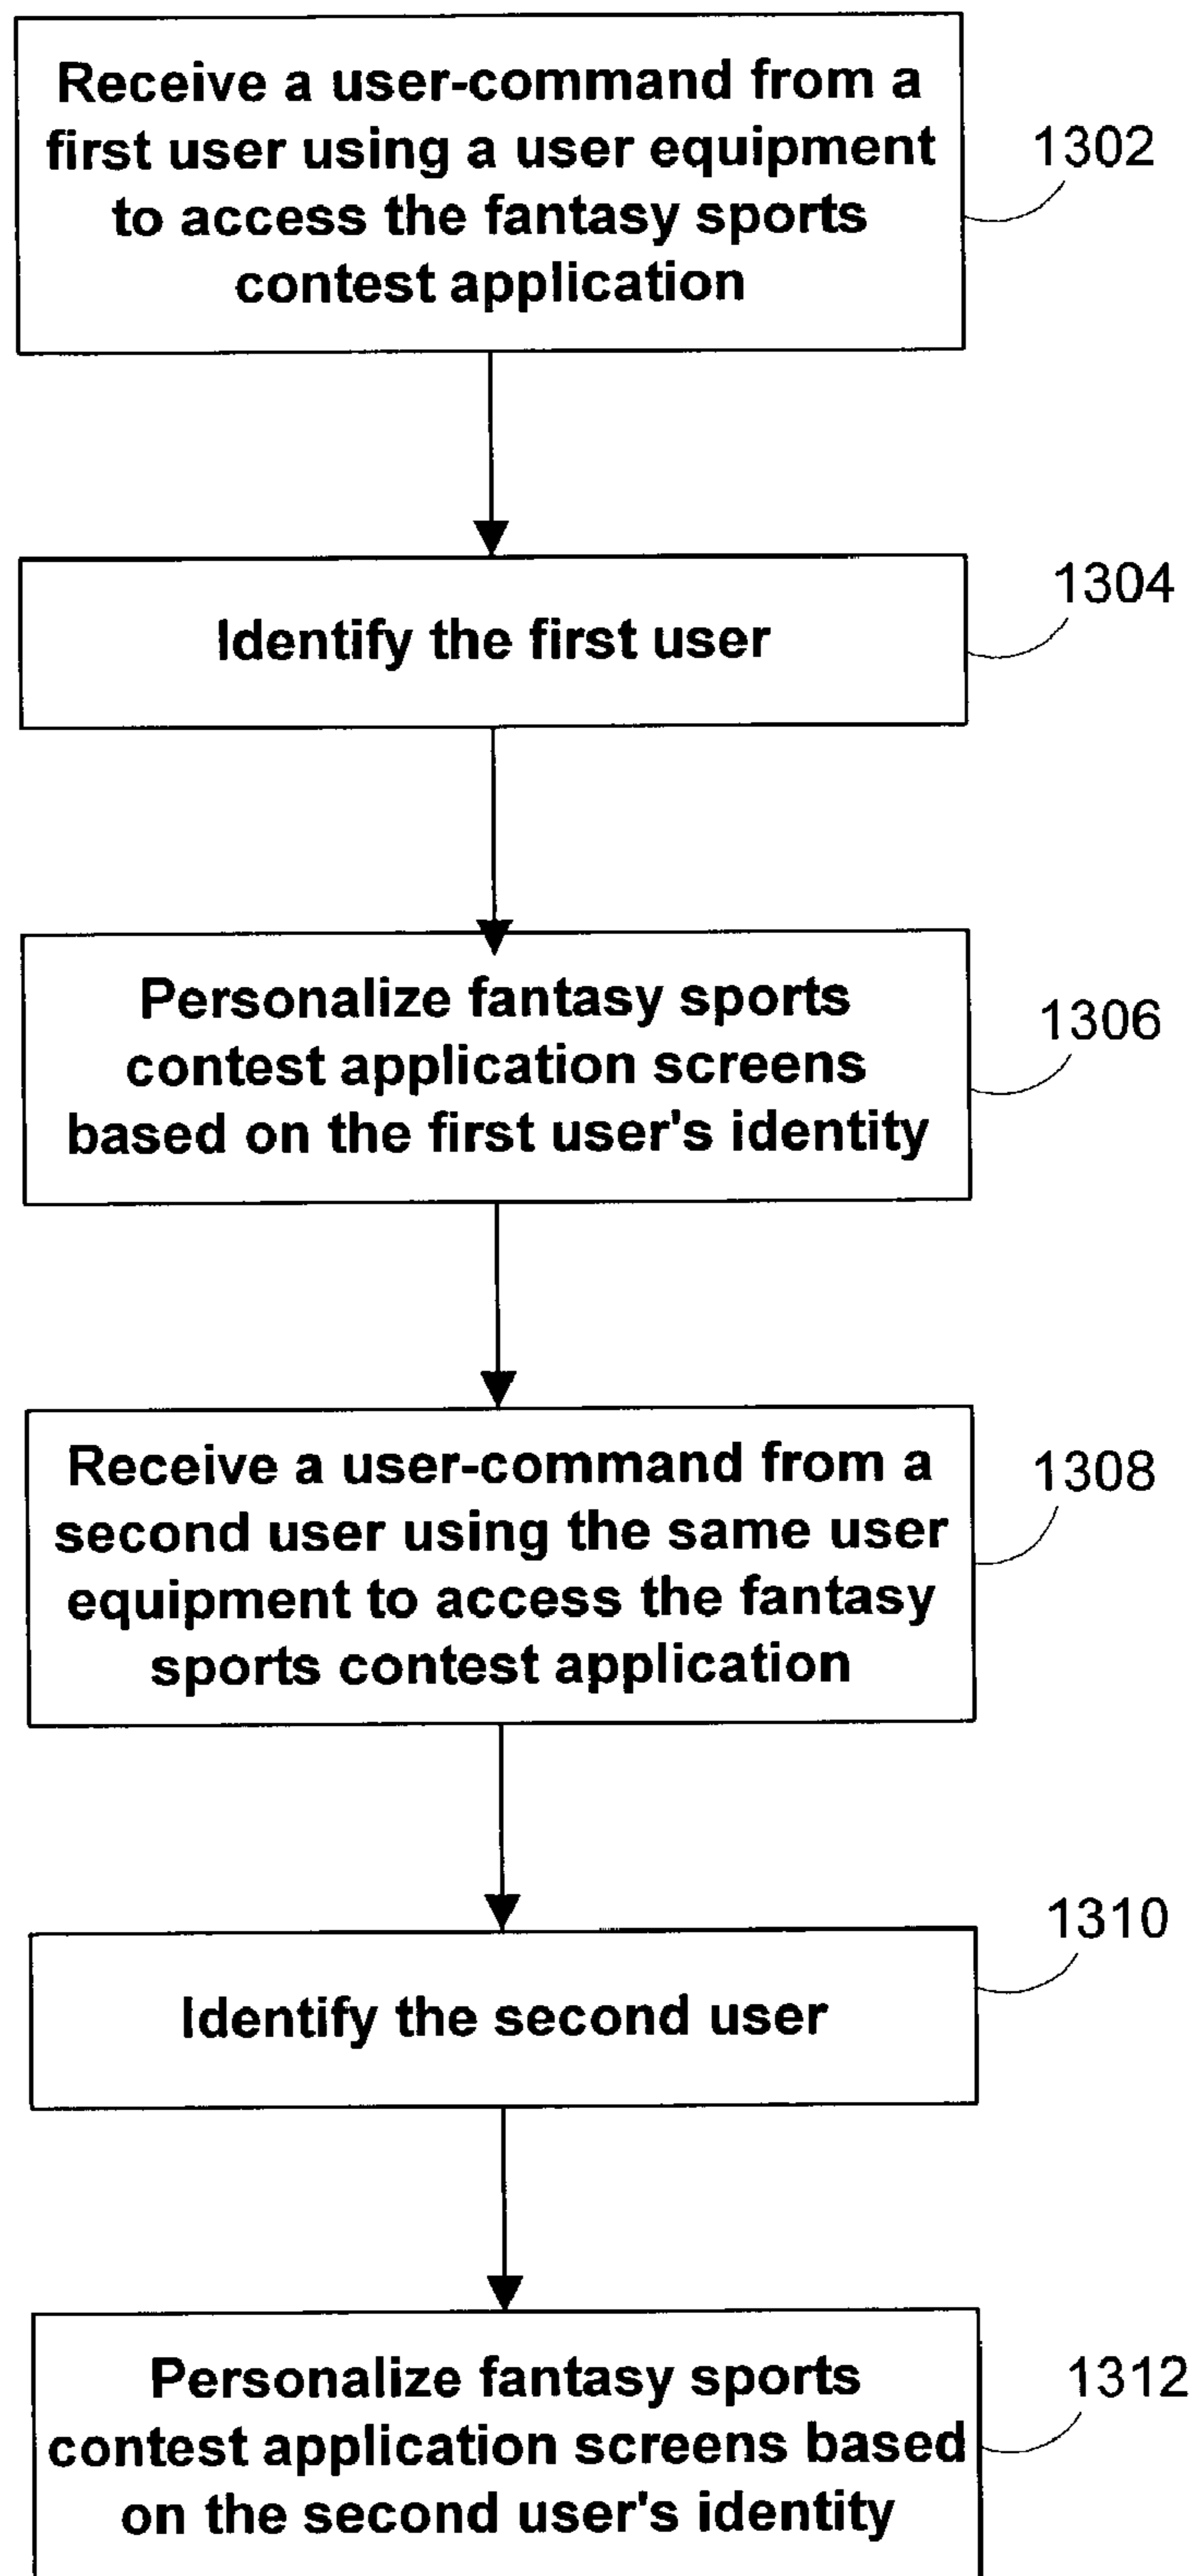 Receive a user-command from a
first user using a user equipment
to access the fantasy sports
contest application
1302
Identify the first user
1304
Personalize fantasy sports
contest application screens
based on the first user's identity
1306
Receive a user-command from a
second user using the same user
equipment to access the fantasy
sports contest application
1308
Identify the second user
1310
Personalize fantasy sports
contest application screens based
on the second user's identity
1312